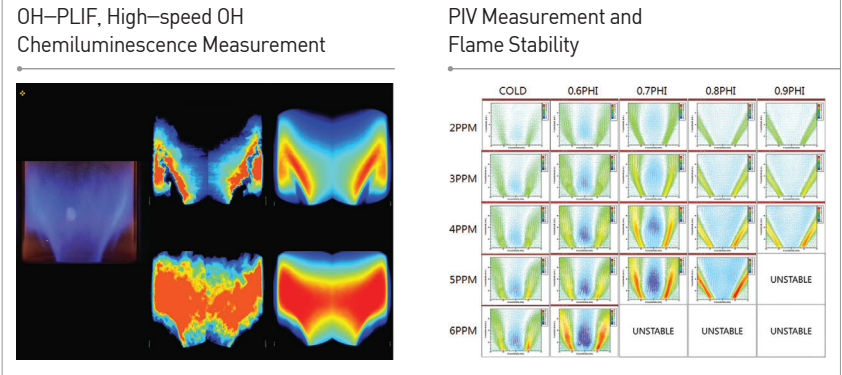 OH–PLIF, High–speed OH
Chemiluminescence Measurement
PIV Measurement and
Flame Stability
COLD 0.6PHI 0.7PHI 0.8PHI 0.9PHI
2PPM
3PPM
4PPM
5PPM UNSTABLE
6PPM UNSTABLE UNSTABLE UNSTABLE